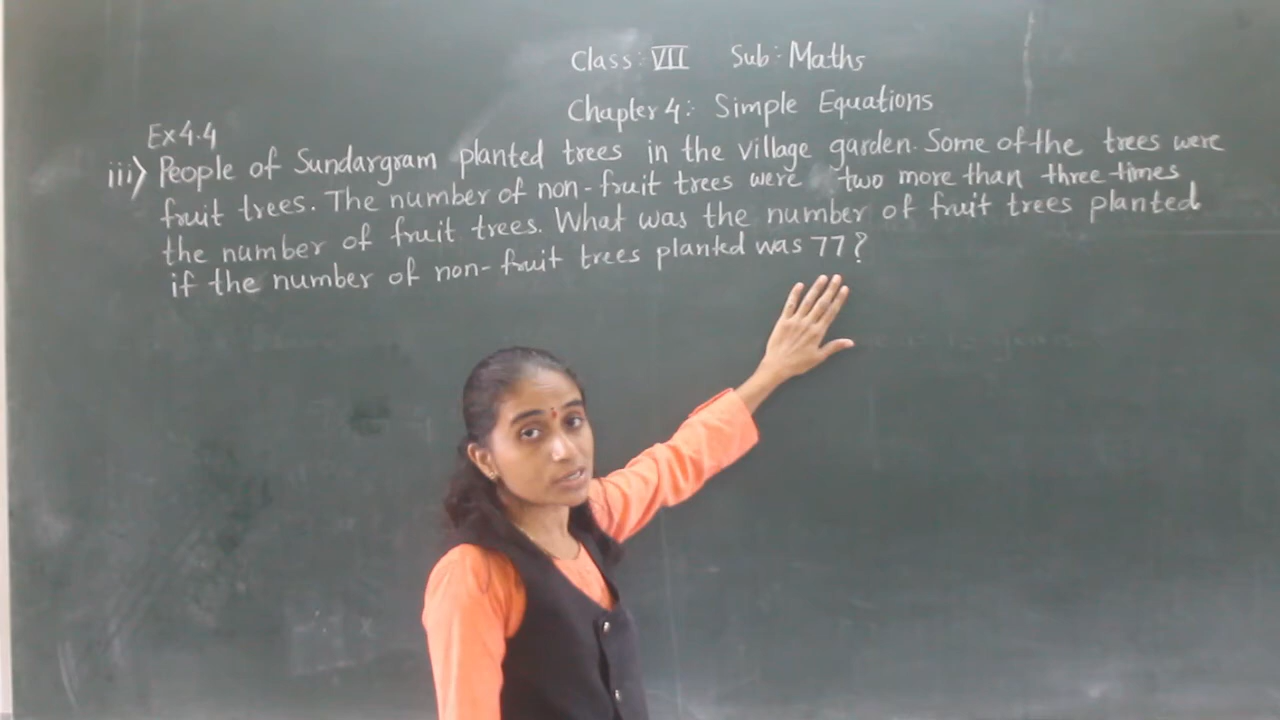 Class: VII Sub: Maths
Chapter 4: Simple Equations
Ex 4.4
iii) People of Sundargram planted trees in the village garden. Some of the trees were
fruit trees. The number of non-fruit trees were two more than three times
the number of fruit trees. What was the number of fruit trees planted
if the number of non-fruit trees planted was 77?